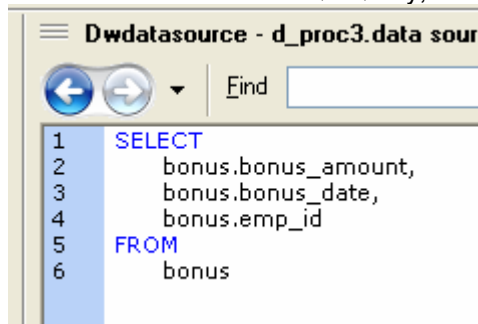 Dwdatasource - d_proc3.data sour
Find
1 SELECT
2 bonus.bonus_amount,
3 bonus.bonus_date,
4 bonus.emp_id
5 FROM
6 bonus